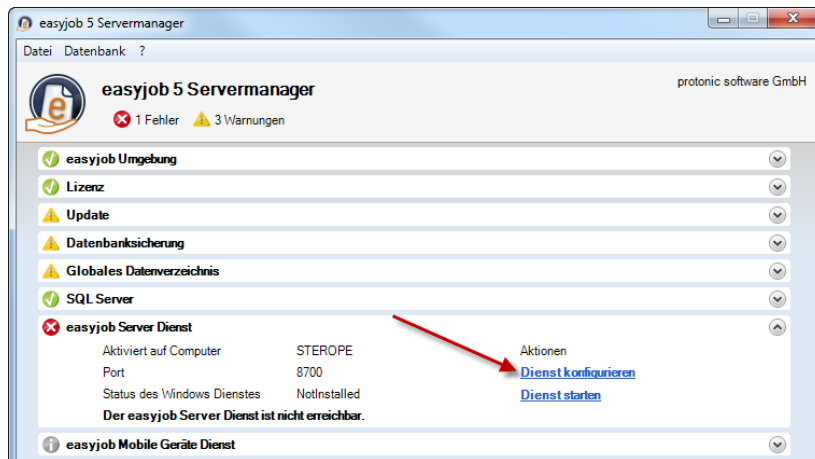 easyjob 5 Servermanager
Datei Datenbank ?
easyjob 5 Servermanager
protonic software GmbH
1 Fehler 3 Warnungen
easyjob Umgebung
Lizenz
Update
Datenbanksicherung
Globales Datenverzeichnis
SQL Server
easyjob Server Dienst
Aktiviert auf Computer STEROPE Aktionen
Port 8700 Dienst konfigurieren
Status des Windows Dienstes NotInstalled Dienst starten
Der easyjob Server Dienst ist nicht erreichbar.
easyjob Mobile Geräte Dienst